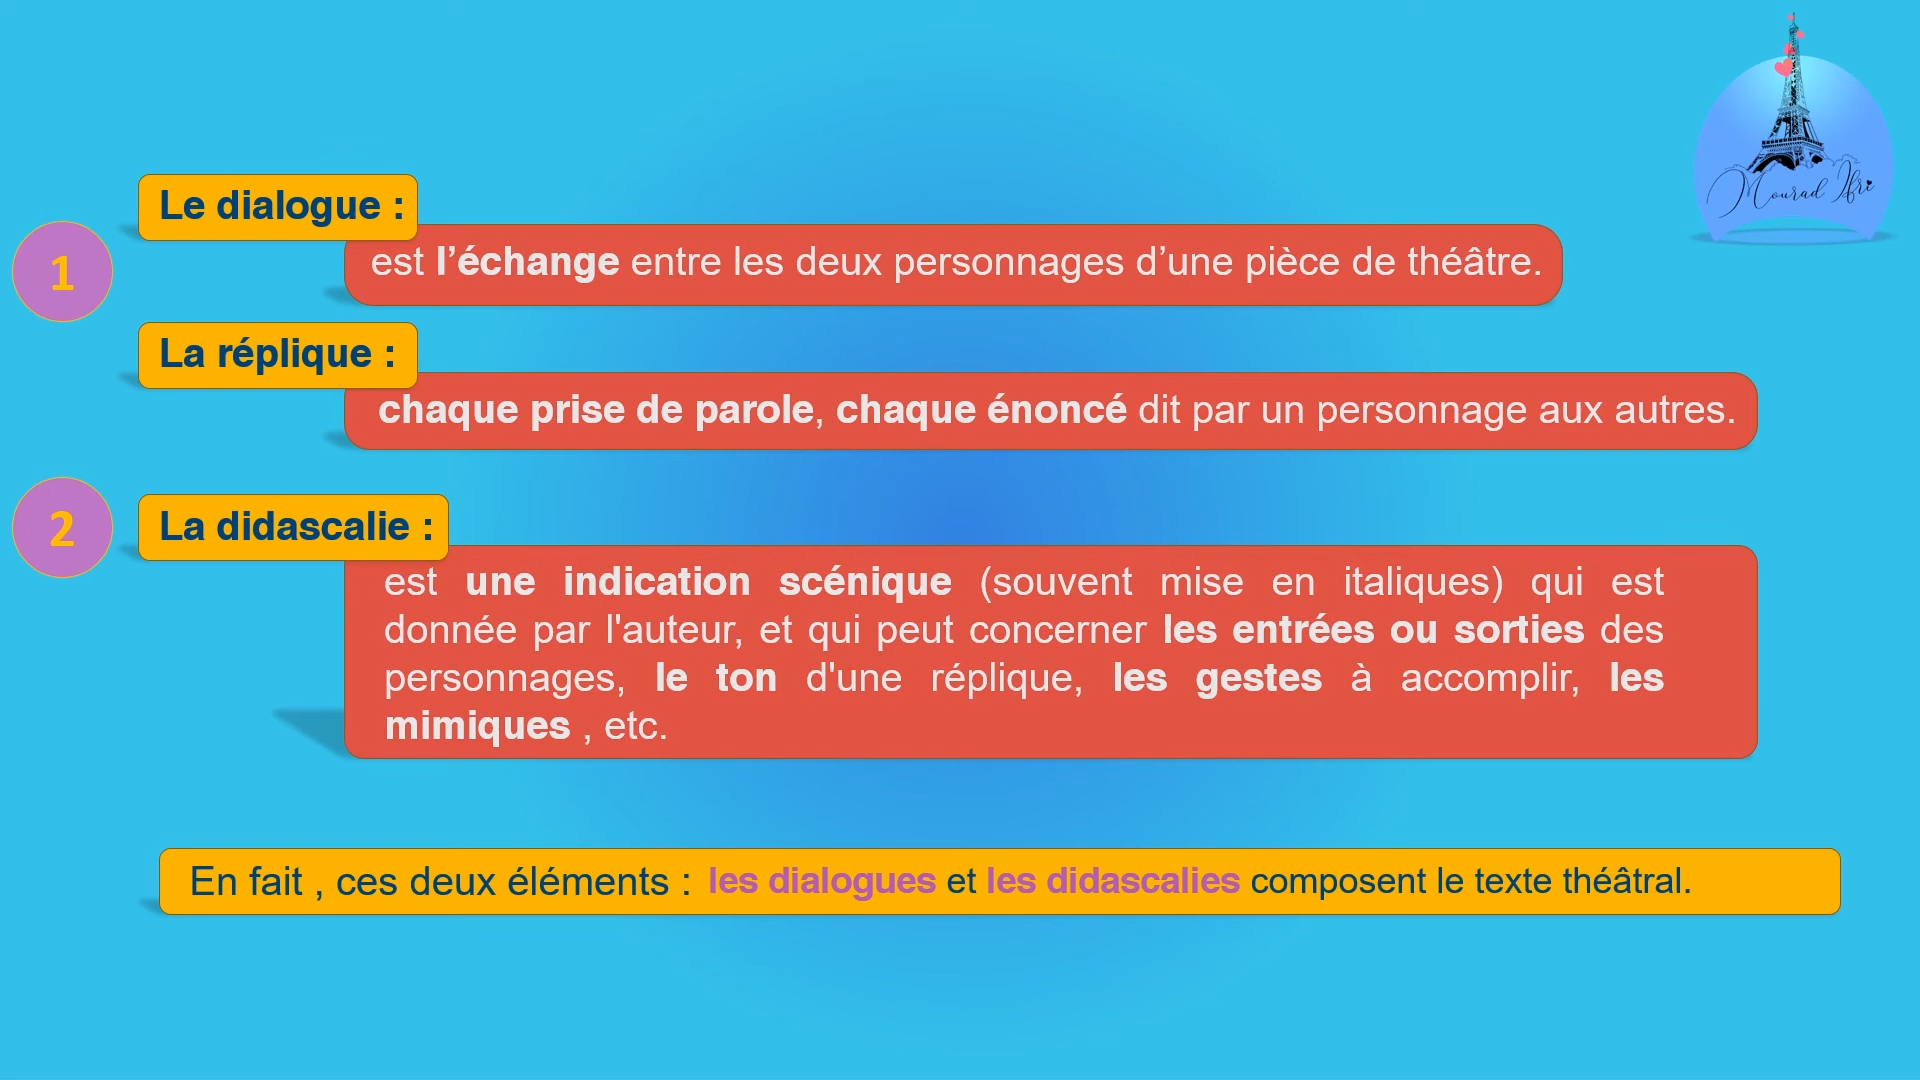 Mourad Ifri
Le dialogue :
1
est l’échange entre les deux personnages d’une pièce de théâtre.
La réplique :
chaque prise de parole, chaque énoncé dit par un personnage aux autres.
2
La didascalie :
est une indication scénique (souvent mise en italiques) qui est
donnée par l'auteur, et qui peut concerner les entrées ou sorties des
personnages, le ton d'une réplique, les gestes à accomplir, les
mimiques , etc.
En fait , ces deux éléments : les dialogues et les didascalies composent le texte théâtral.